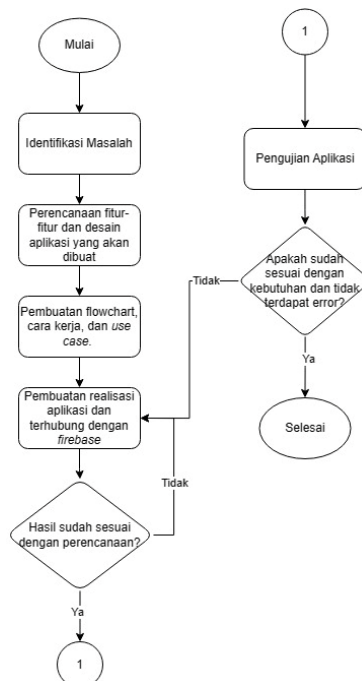 Mulai
Identifikasi Masalah
Perencanaan fitur-
fitur dan desain
aplikasi yang akan
dibuat
Pembuatan flowchart,
cara kerja, dan use
case.
Pembuatan realisasi
aplikasi dan
terhubung dengan
firebase
Tidak
Hasil sudah sesuai
dengan perencanaan?
Ya
1
1
Pengujian Aplikasi
Apakah sudah
sesuai dengan
kebutuhan dan tidak
terdapat error?
Tidak
Ya
Selesai